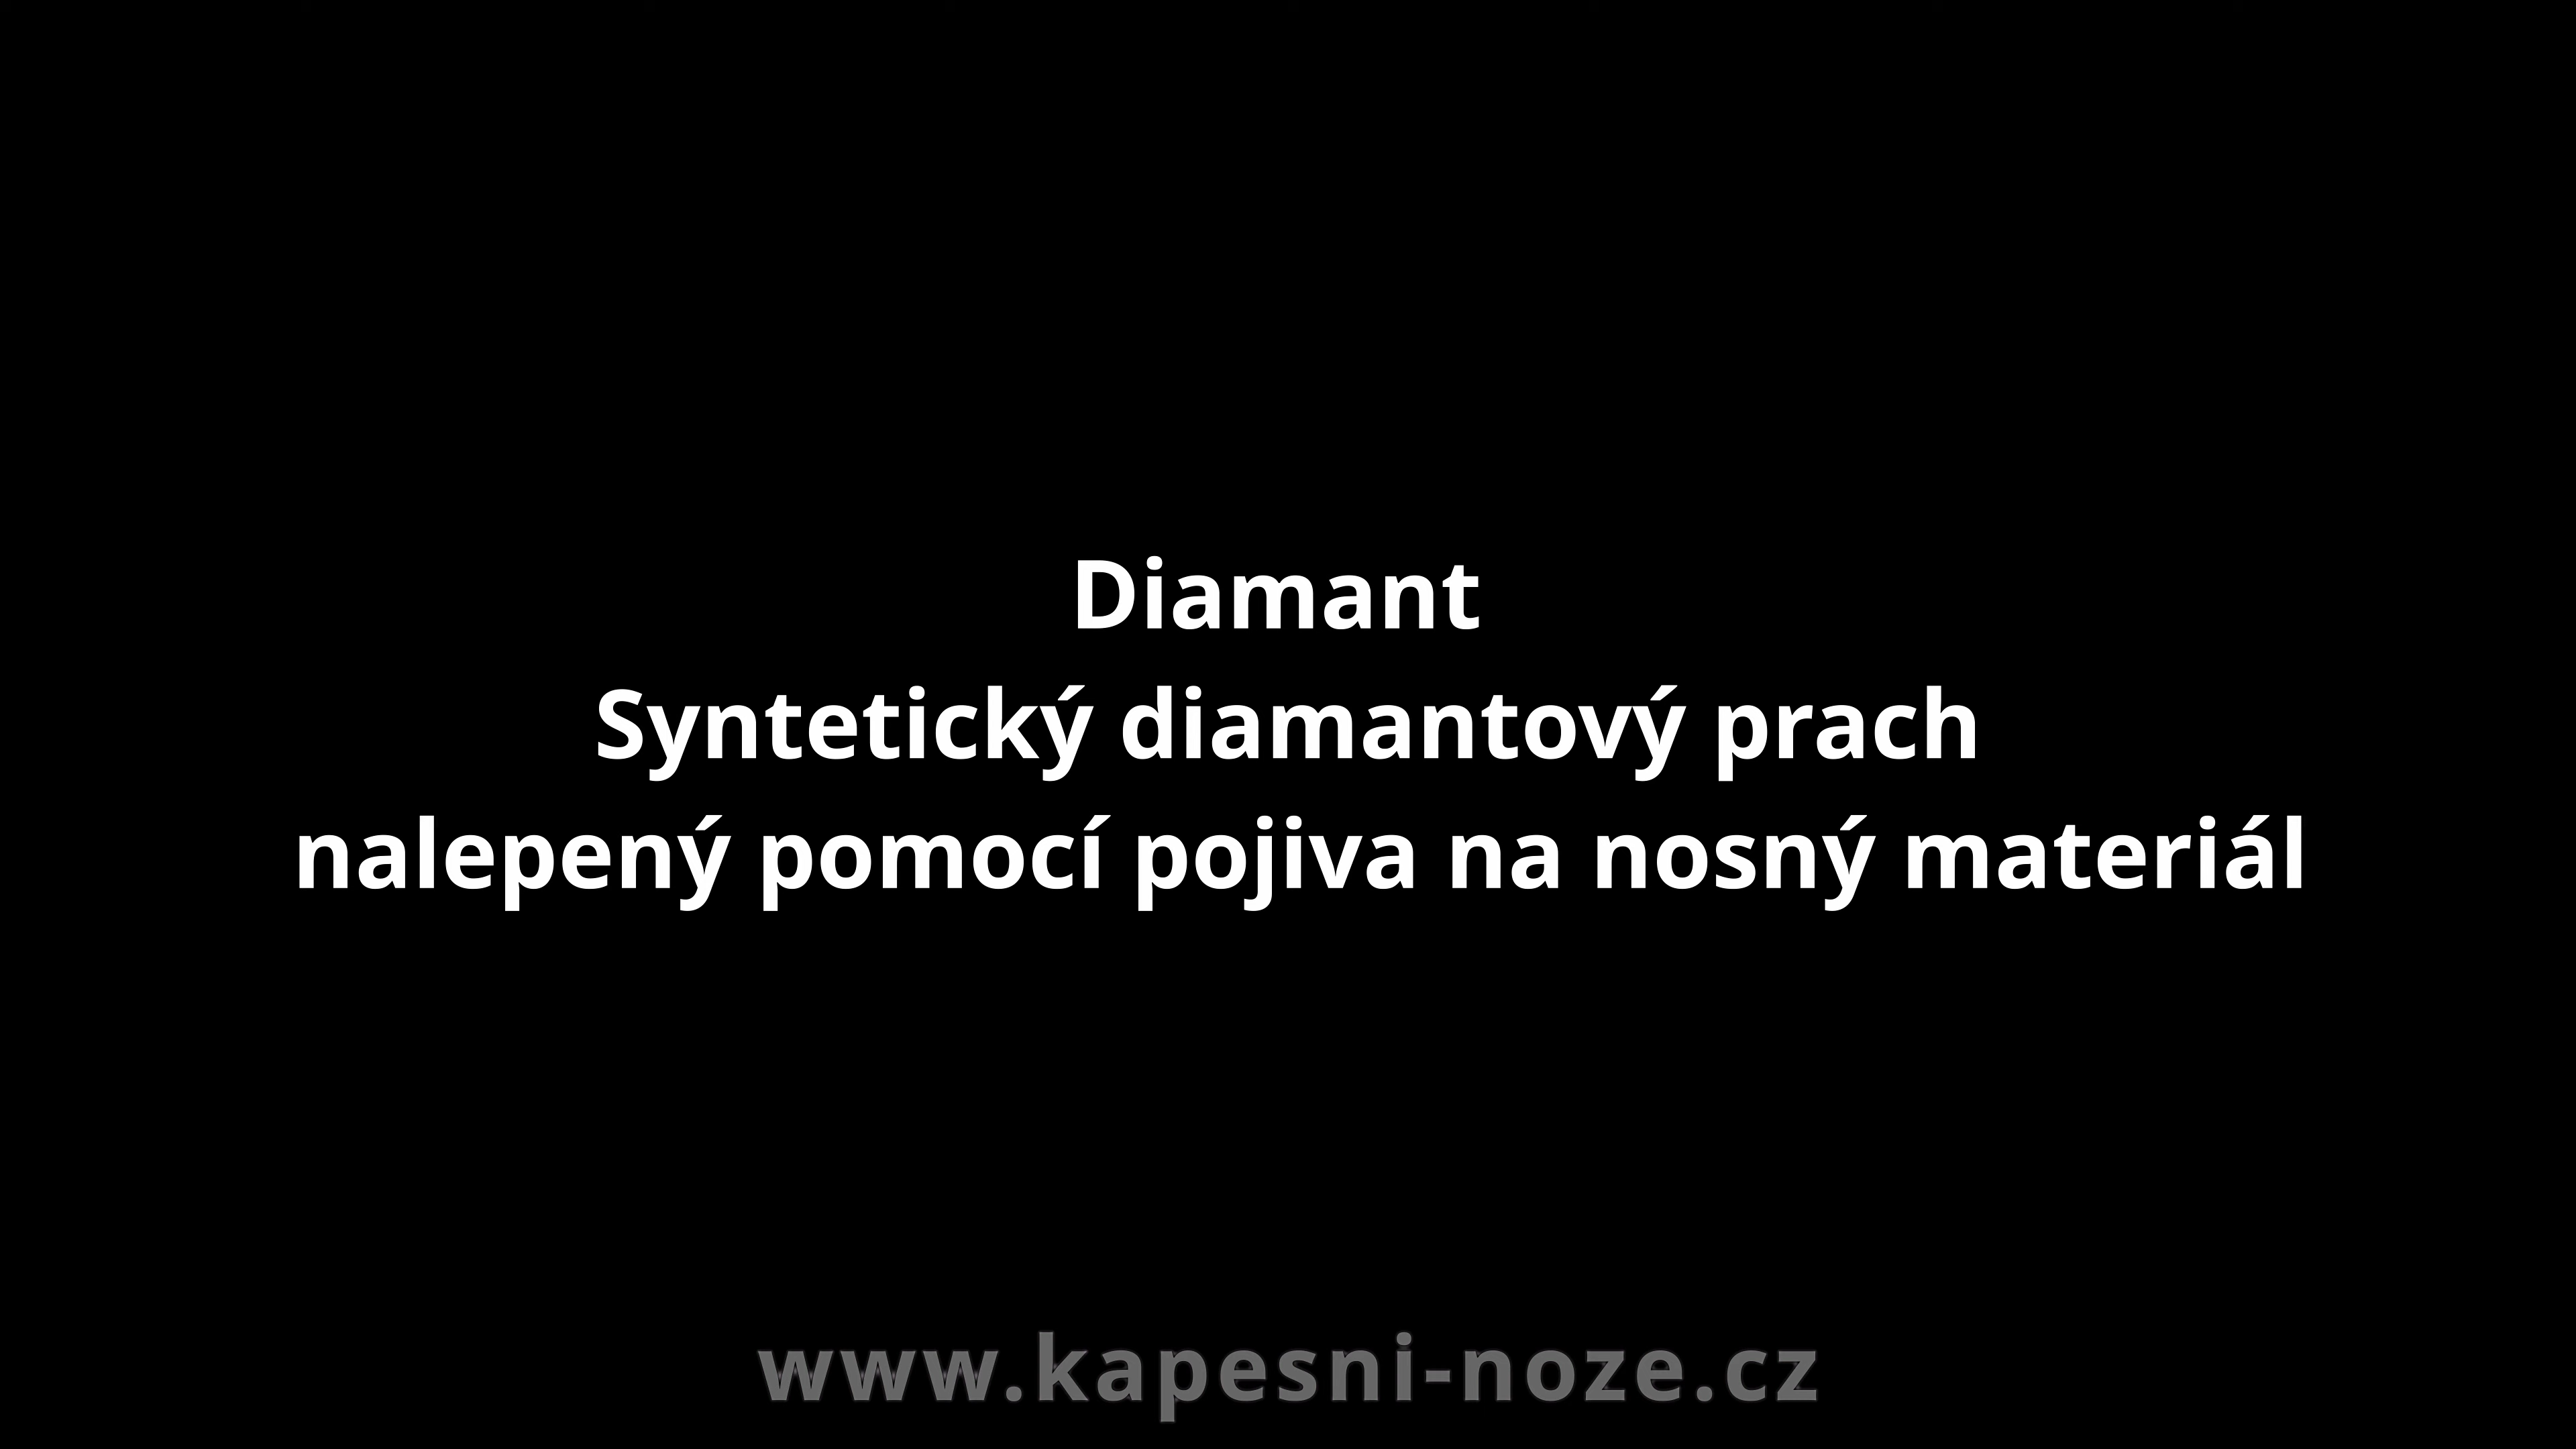 Diamant
Syntetický diamantový prach
nalepený pomocí pojiva na nosný materiál
www.kapesni-noze.cz